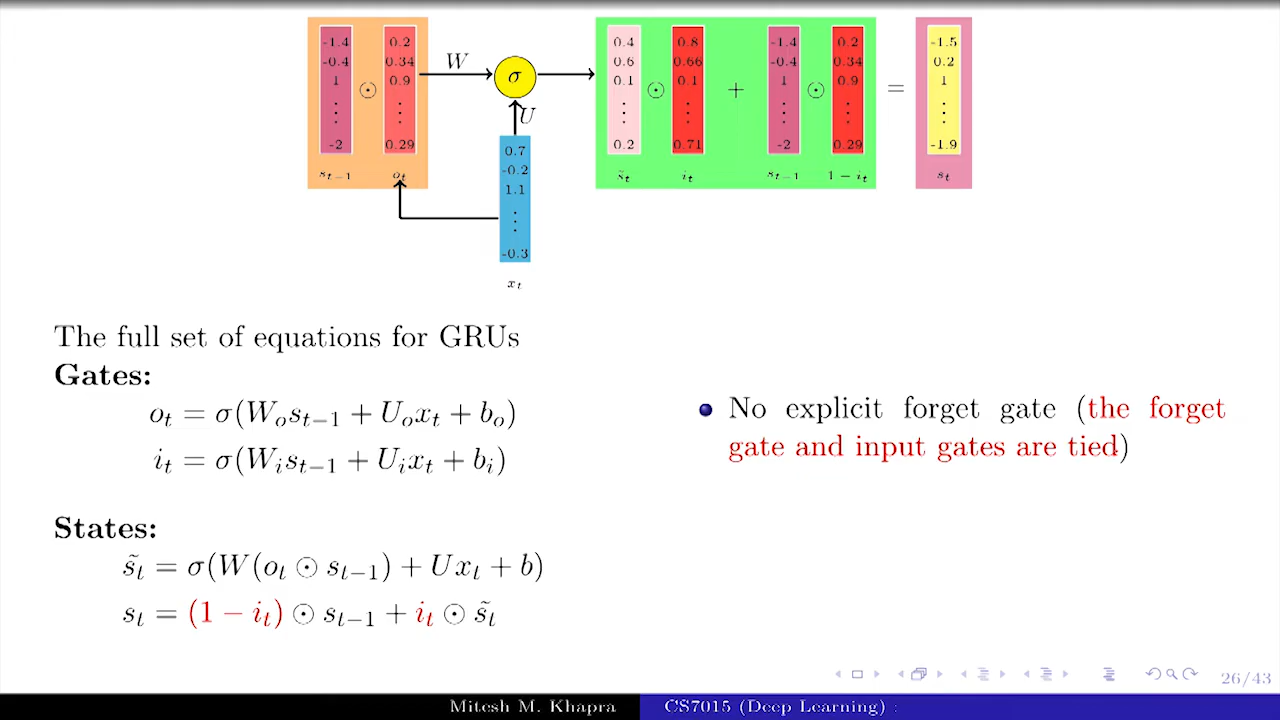 -1.4 0.2 0.4 0.8 -1.4 0.2 -1.5
-0.4 0.34 W 0.6 0.66 -0.4 0.34 0.2
1 ⊙ 0.9 σ 0.1 ⊙ 0.1 + 1 ⊙ 0.9 = 1
⋮ ⋮ U ⋮ ⋮ ⋮ ⋮ ⋮
-2 0.29 0.2 0.71 -2 0.29 -1.9
s_{t−1} o_t s̃_t i_t s_{t−1} 1 − i_t s_t
0.7
-0.2
1.1
⋮
-0.3
x_t
The full set of equations for GRUs
Gates:
o_t = σ(W_o s_{t−1} + U_o x_t + b_o)
i_t = σ(W_i s_{t−1} + U_i x_t + b_i)
States:
s̃_t = σ(W(o_t ⊙ s_{t−1}) + U x_t + b)
s_t = (1 − i_t) ⊙ s_{t−1} + i_t ⊙ s̃_t
No explicit forget gate (the forget
gate and input gates are tied)
26/43
Mitesh M. Khapra CS7015 (Deep Learning) :